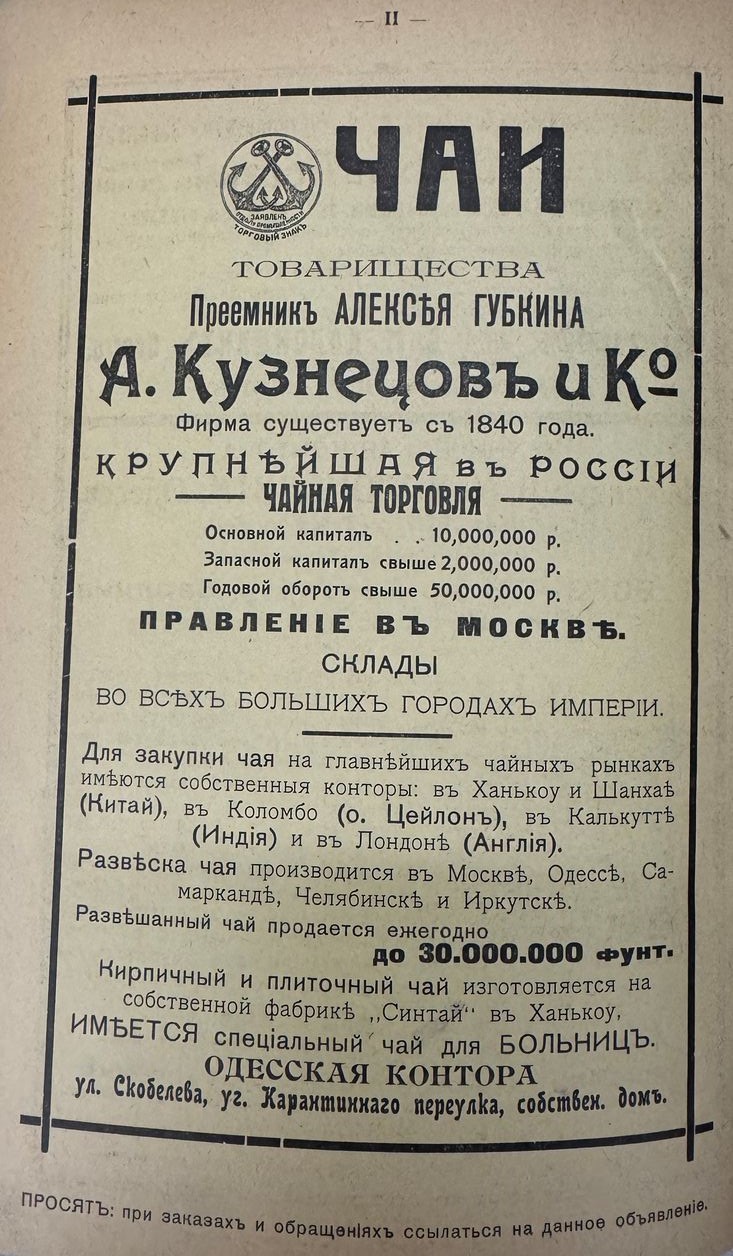 — II —
ЧАИ
ЗАЯВЛЕНЪ
ОТДѢЛУ ПРОМЫШЛЕННОСТИ
ТОРГОВЫЙ ЗНАКЪ
ТОВАРИЩЕСТВА
Преемникъ АЛЕКСѢЯ ГУБКИНА
А. Кузнецовъ и Ко
Фирма существуетъ съ 1840 года.
КРУПНѢЙШАЯ въ РОССІИ
ЧАЙНАЯ ТОРГОВЛЯ
Основной капиталъ . . 10,000,000 р.
Запасной капиталъ свыше 2,000,000 р.
Годовой оборотъ свыше 50,000,000 р.
ПРАВЛЕНІЕ ВЪ МОСКВѢ.
СКЛАДЫ
ВО ВСѢХЪ БОЛЬШИХЪ ГОРОДАХЪ ИМПЕРІИ.
Для закупки чая на главнѣйшихъ чайныхъ рынкахъ
имѣются собственныя конторы: въ Ханькоу и Шанхаѣ
(Китай), въ Коломбо (о. Цейлонъ), въ Калькуттѣ
(Индія) и въ Лондонѣ (Англія).
Развѣска чая производится въ Москвѣ, Одессѣ, Са-
маркандѣ, Челябинскѣ и Иркутскѣ.
Развѣшанный чай продается ежегодно
до 30.000.000 фунт.
Кирпичный и плиточный чай изготовляется на
собственной фабрикѣ „Синтай“ въ Ханькоу,
ИМѢЕТСЯ спеціальный чай для БОЛЬНИЦЪ.
ОДЕССКАЯ КОНТОРА
ул. Скобелева, уг. Карантиннаго переулка, собствен. домъ.
ПРОСЯТЪ: при заказахъ и обращеніяхъ ссылаться на данное объявленіе.